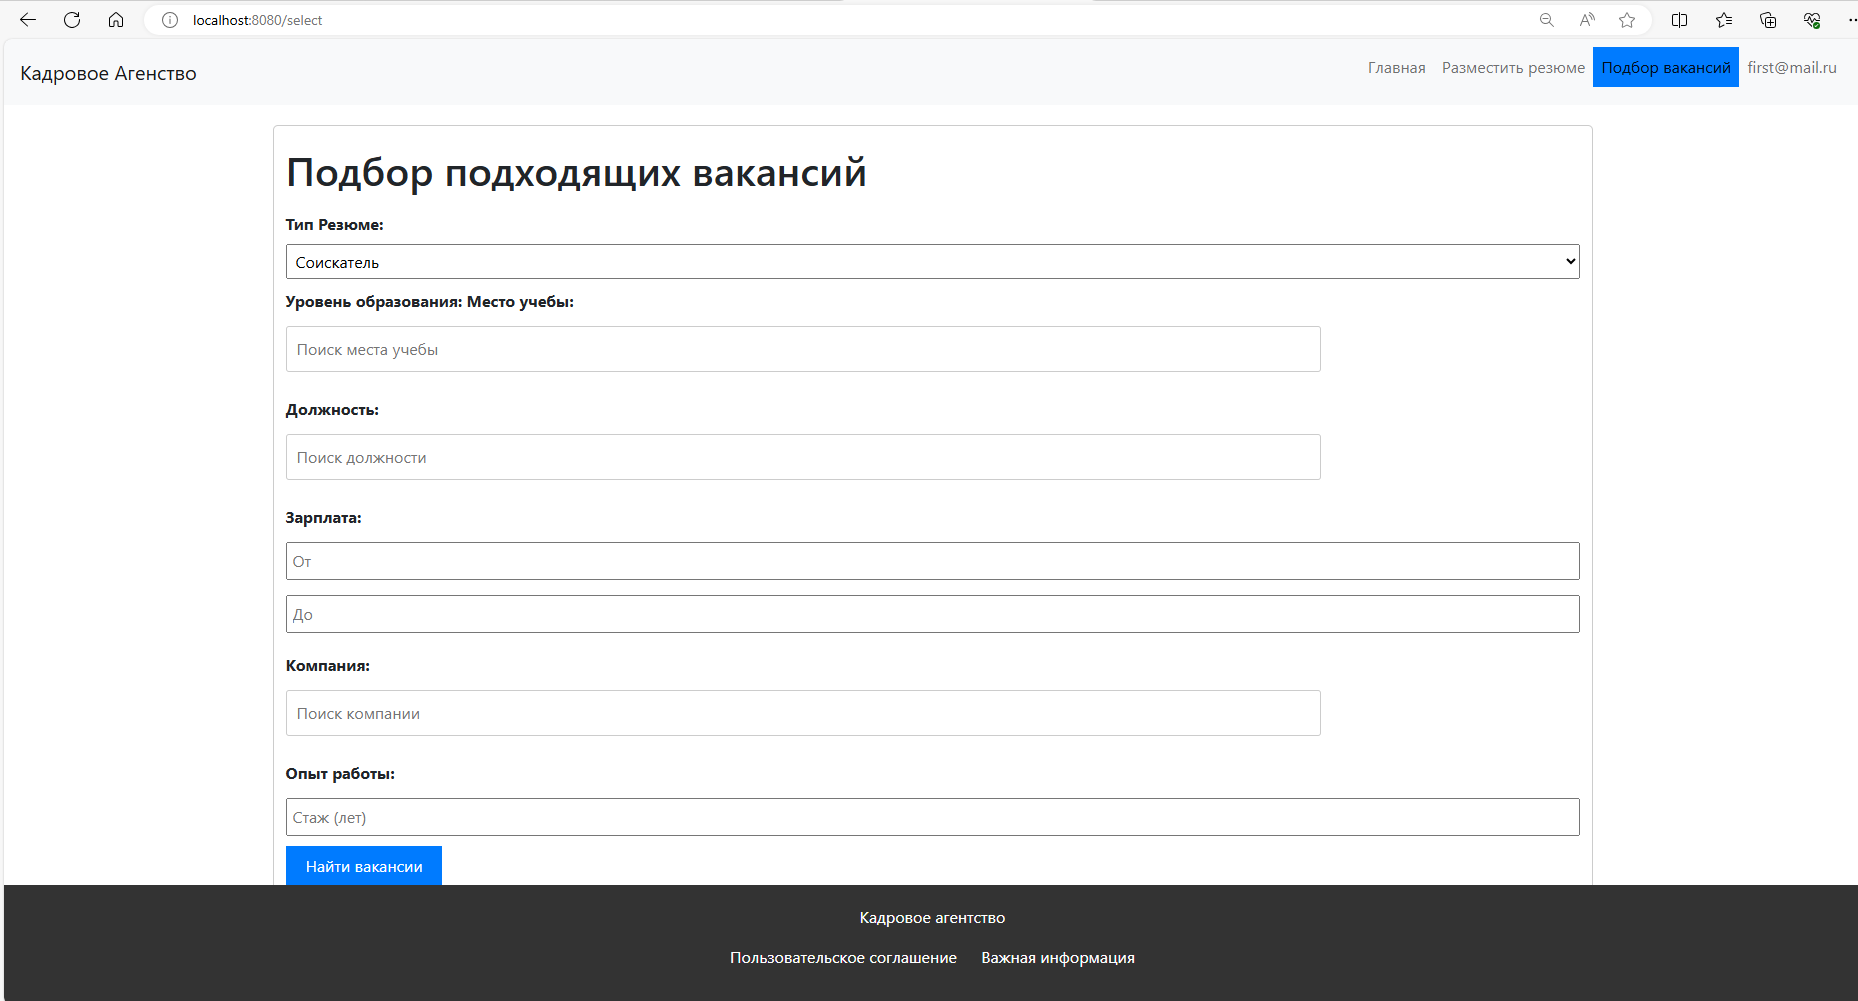 localhost:8080/select
Кадровое Агенство
Главная Разместить резюме Подбор вакансий first@mail.ru
Подбор подходящих вакансий
Тип Резюме:
Соискатель
Уровень образования: Место учебы:
Поиск места учебы
Должность:
Поиск должности
Зарплата:
От
До
Компания:
Поиск компании
Опыт работы:
Стаж (лет)
Найти вакансии
Кадровое агентство
Пользовательское соглашение Важная информация